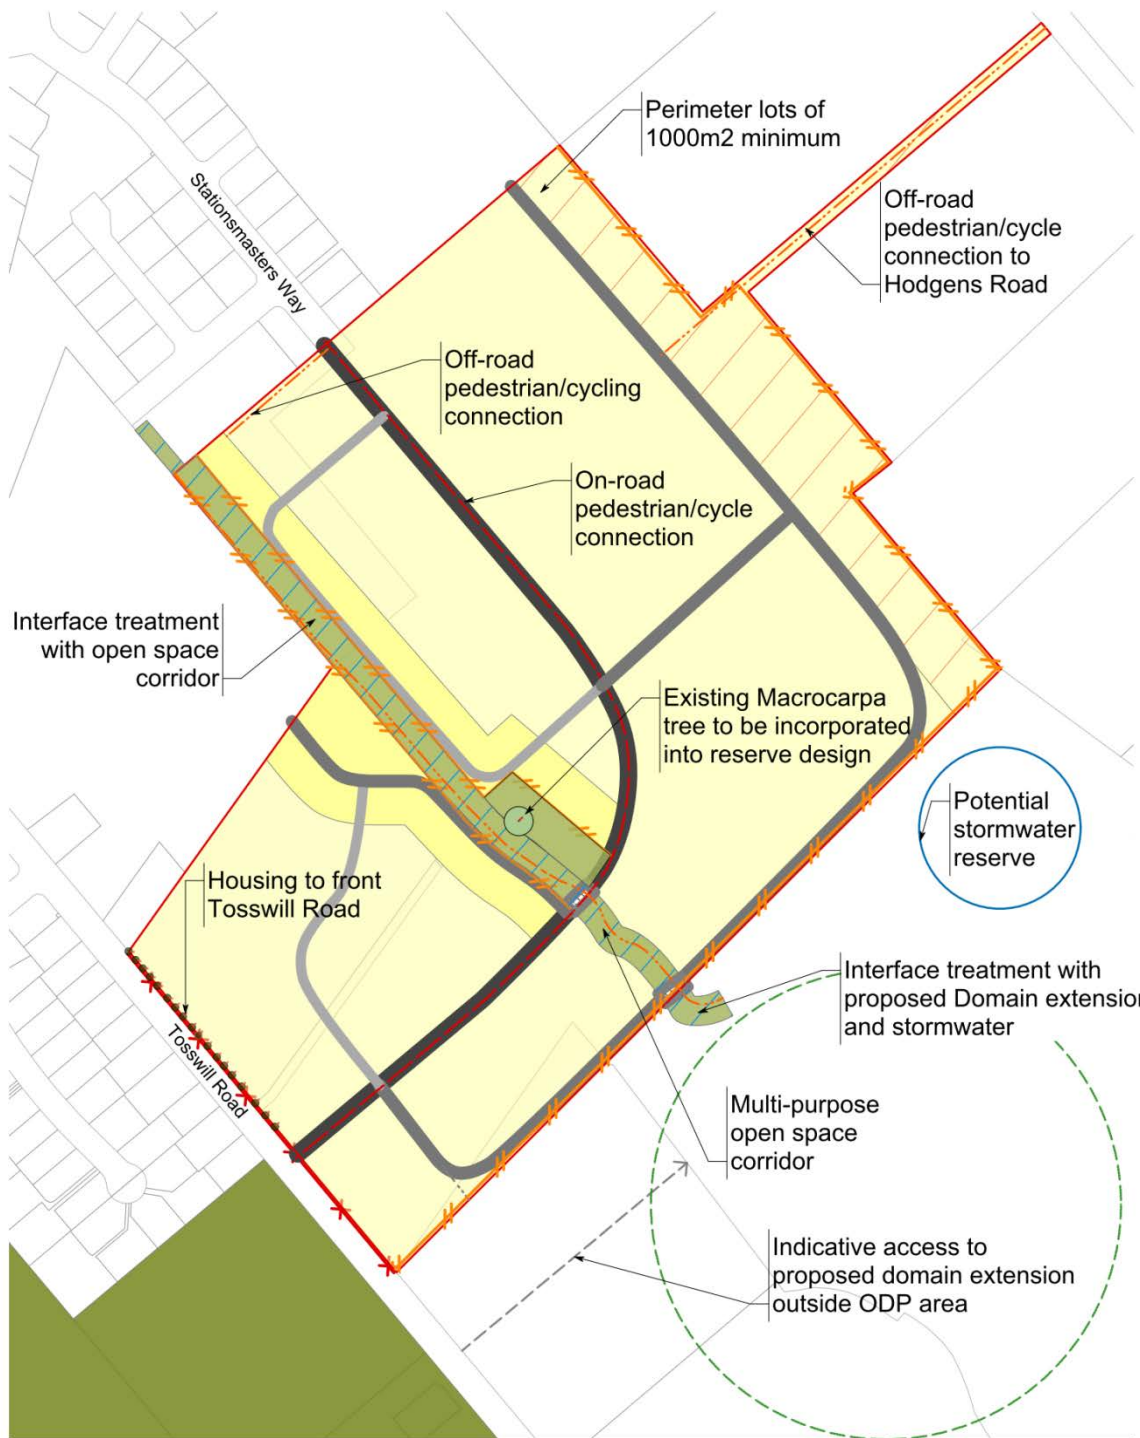 Perimeter lots of
1000m2 minimum
Stationsmasters Way
Off-road
pedestrian/cycle
connection to
Hodgens Road
Off-road
pedestrian/cycling
connection
On-road
pedestrian/cycle
connection
Interface treatment
with open space
corridor
Existing Macrocarpa
tree to be incorporated
into reserve design
Potential
stormwater
reserve
Housing to front
Tosswill Road
Interface treatment with
proposed Domain extension
and stormwater
Tosswill Road
Multi-purpose
open space
corridor
Indicative access to
proposed domain extension
outside ODP area